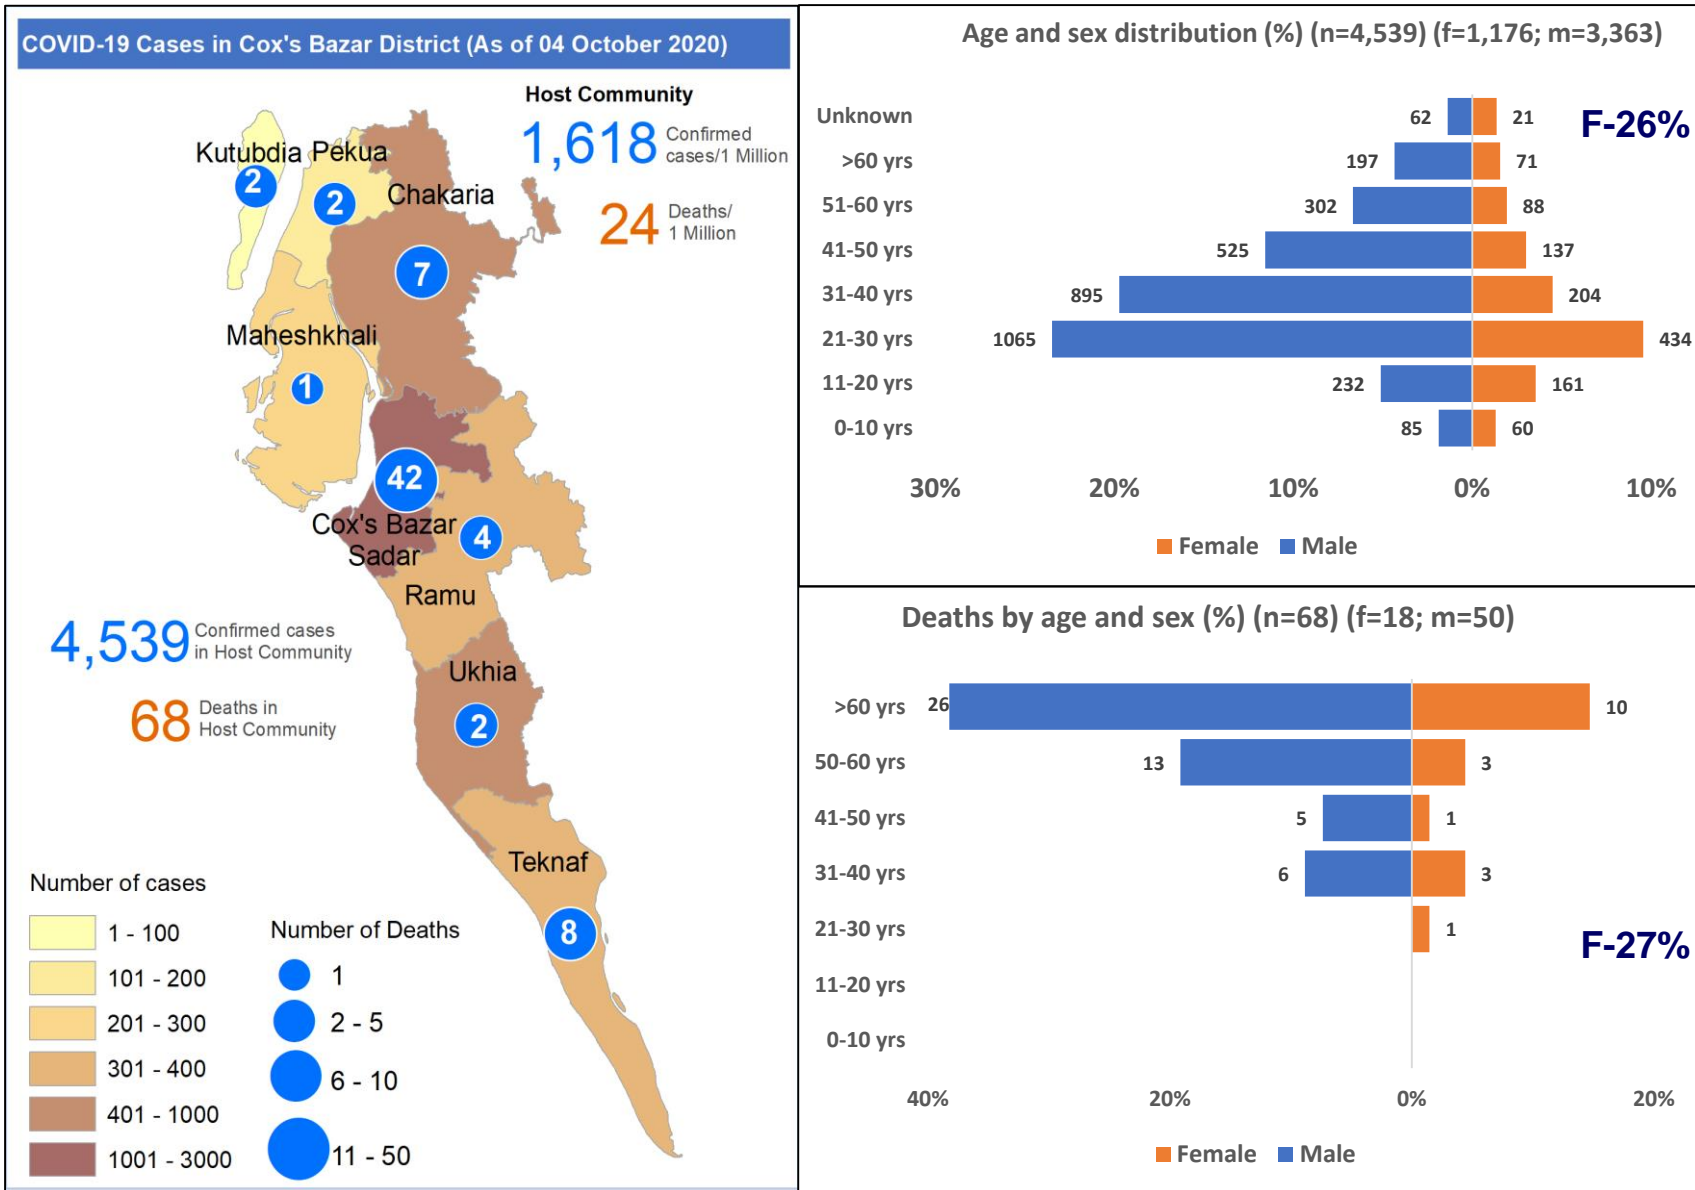 COVID-19 Cases in Cox's Bazar District (As of 04 October 2020)
Host Community
1,618 Confirmed
cases/1 Million
24 Deaths/
1 Million
Kutubdia
2
Pekua
2
Chakaria
7
Maheshkhali
1
42
Cox's Bazar
Sadar
4
Ramu
4,539 Confirmed cases
in Host Community
68 Deaths in
Host Community
Ukhia
2
Teknaf
8
Number of cases
1 - 100
101 - 200
201 - 300
301 - 400
401 - 1000
1001 - 3000
Number of Deaths
1
2 - 5
6 - 10
11 - 50
Age and sex distribution (%) (n=4,539) (f=1,176; m=3,363)
Unknown 62 21
F-26%
>60 yrs 197 71
51-60 yrs 302 88
41-50 yrs 525 137
31-40 yrs 895 204
21-30 yrs 1065 434
11-20 yrs 232 161
0-10 yrs 85 60
30% 20% 10% 0% 10%
Female Male
Deaths by age and sex (%) (n=68) (f=18; m=50)
>60 yrs 26 10
50-60 yrs 13 3
41-50 yrs 5 1
31-40 yrs 6 3
21-30 yrs 1
F-27%
11-20 yrs
0-10 yrs
40% 20% 0% 20%
Female Male